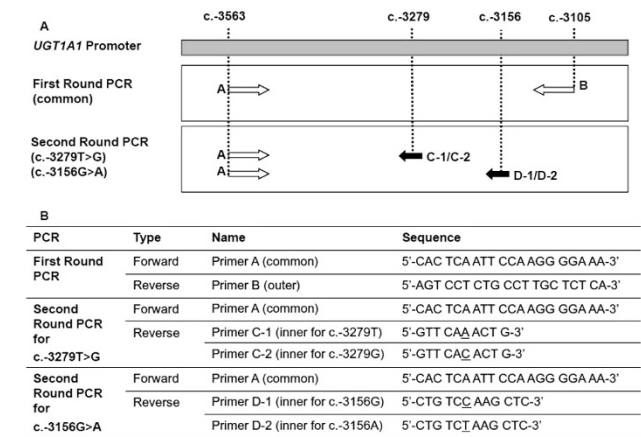 c.-3563 c.-3279 c.-3156 c.-3105
A
UGT1A1 Promoter
First Round PCR
(common)
A B
Second Round PCR
(c.-3279T>G)
(c.-3156G>A)
A C-1/C-2
A D-1/D-2
B
PCR Type Name Sequence
First Round PCR Forward Primer A (common) 5'-CAC TCA ATT CCA AGG GGA AA-3'
Reverse Primer B (outer) 5'-AGT CCT CTG CCT TGC TCT CA-3'
Second Round PCR for c.-3279T>G Forward Primer A (common) 5'-CAC TCA ATT CCA AGG GGA AA-3'
Reverse Primer C-1 (inner for c.-3279T) 5'-GTT CAA ACT G-3'
Primer C-2 (inner for c.-3279G) 5'-GTT CAC ACT G-3'
Second Round PCR for c.-3156G>A Forward Primer A (common) 5'-CAC TCA ATT CCA AGG GGA AA-3'
Reverse Primer D-1 (inner for c.-3156G) 5'-CTG TCC AAG CTC-3'
Primer D-2 (inner for c.-3156A) 5'-CTG TCT AAG CTC-3'